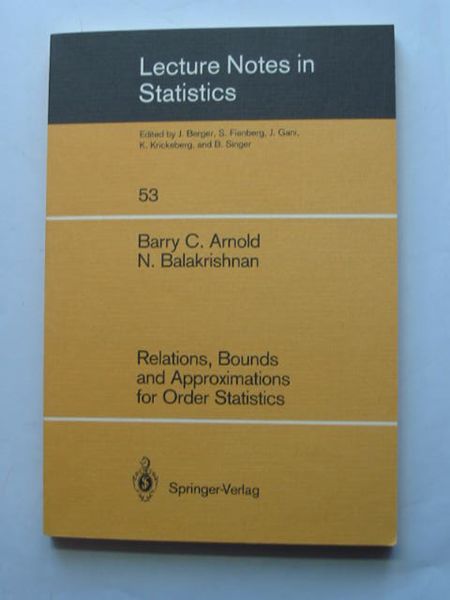 Lecture Notes in
Statistics
Edited by J. Berger, S. Fienberg, J. Gani,
K. Krickeberg, and B. Singer
53
Barry C. Arnold
N. Balakrishnan
Relations, Bounds
and Approximations
for Order Statistics
Springer-Verlag